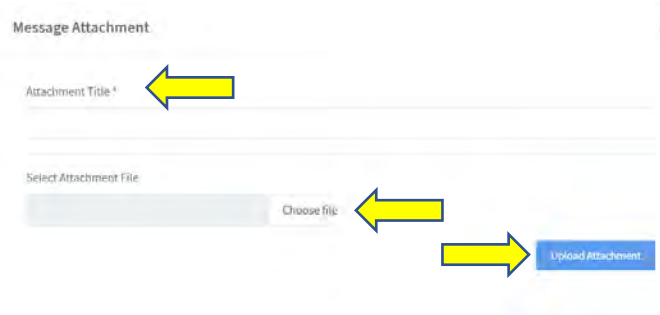 Message Attachment
Attachment Title *
Select Attachment File
Choose file
Upload Attachment